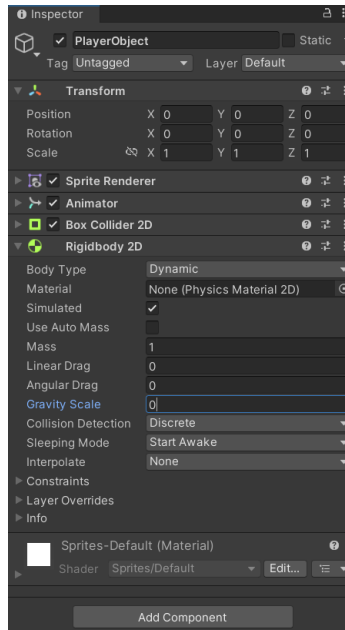 Inspector
PlayerObject Static
Tag Untagged Layer Default
Transform
Position X 0 Y 0 Z 0
Rotation X 0 Y 0 Z 0
Scale X 1 Y 1 Z 1
Sprite Renderer
Animator
Box Collider 2D
Rigidbody 2D
Body Type Dynamic
Material None (Physics Material 2D)
Simulated
Use Auto Mass
Mass 1
Linear Drag 0
Angular Drag 0
Gravity Scale 0
Collision Detection Discrete
Sleeping Mode Start Awake
Interpolate None
Constraints
Layer Overrides
Info
Sprites-Default (Material)
Shader Sprites/Default Edit...
Add Component